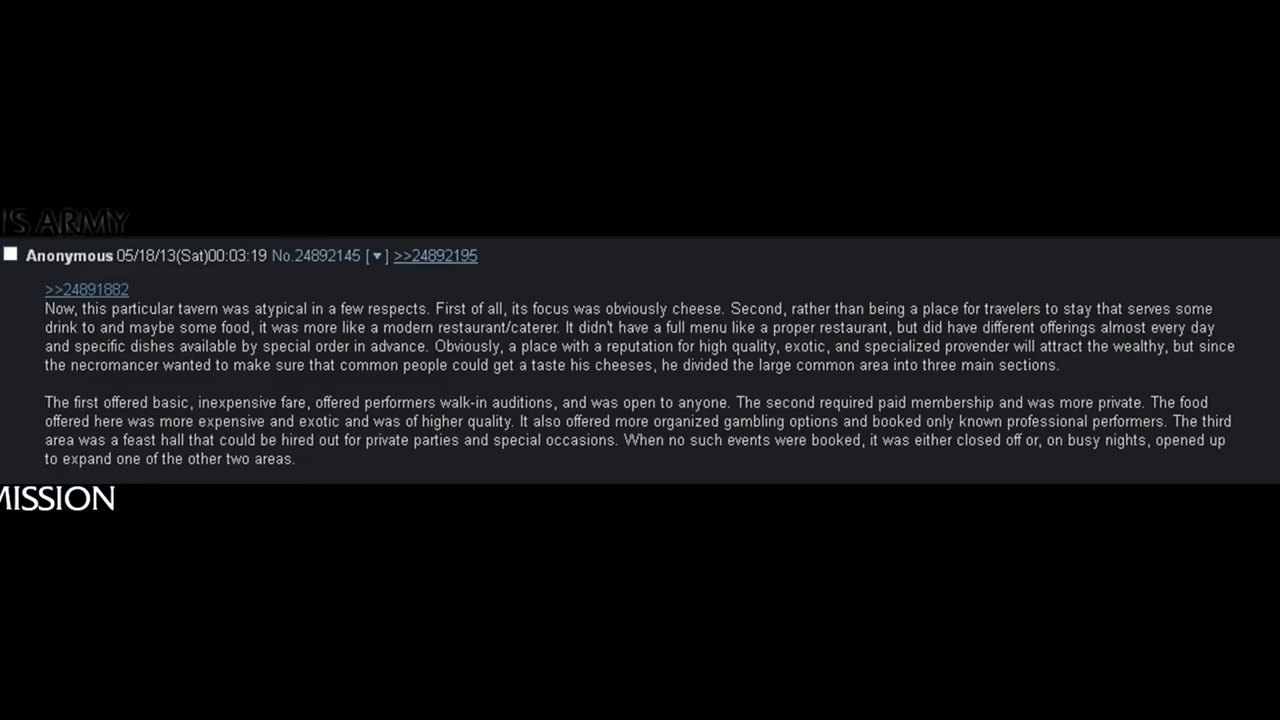 IS ARMY
Anonymous 05/18/13(Sat)00:03:19 No.24892145 [▼] >>24892195
>>24891882
Now, this particular tavern was atypical in a few respects. First of all, its focus was obviously cheese. Second, rather than being a place for travelers to stay that serves some
drink to and maybe some food, it was more like a modern restaurant/caterer. It didn't have a full menu like a proper restaurant, but did have different offerings almost every day
and specific dishes available by special order in advance. Obviously, a place with a reputation for high quality, exotic, and specialized provender will attract the wealthy, but since
the necromancer wanted to make sure that common people could get a taste his cheeses, he divided the large common area into three main sections.
The first offered basic, inexpensive fare, offered performers walk-in auditions, and was open to anyone. The second required paid membership and was more private. The food
offered here was more expensive and exotic and was of higher quality. It also offered more organized gambling options and booked only known professional performers. The third
area was a feast hall that could be hired out for private parties and special occasions. When no such events were booked, it was either closed off or, on busy nights, opened up
to expand one of the other two areas.
MISSION